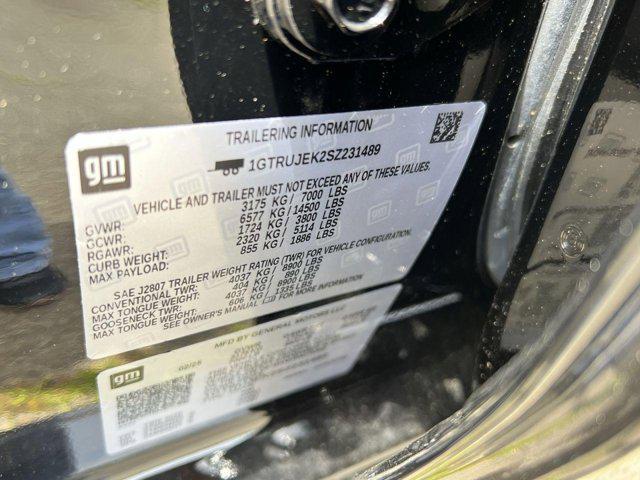 gm
TRAILERING INFORMATION
1GTRUJEK2SZ231489
VEHICLE AND TRAILER MUST NOT EXCEED ANY OF THESE VALUES.
GVWR: 3175 KG/ 7000 LBS
GCWR: 6577 KG/ 14500 LBS
RGAWR: 1724 KG/ 3800 LBS
CURB WEIGHT: 2320 KG/ 5114 LBS
MAX PAYLOAD: 855 KG/ 1886 LBS
SAE J2807 TRAILER WEIGHT RATING (TWR) FOR VEHICLE CONFIGURATION.
CONVENTIONAL TWR: 4037 KG/ 8900 LBS
MAX TONGUE WEIGHT: 404 KG/ 890 LBS
GOOSENECK TWR: 4037 KG/ 8900 LBS
MAX TONGUE WEIGHT: 606 KG/ 1335 LBS
SEE OWNER'S MANUAL FOR MORE INFORMATION.
gm
MFD BY GENERAL MOTORS LLC
02/25